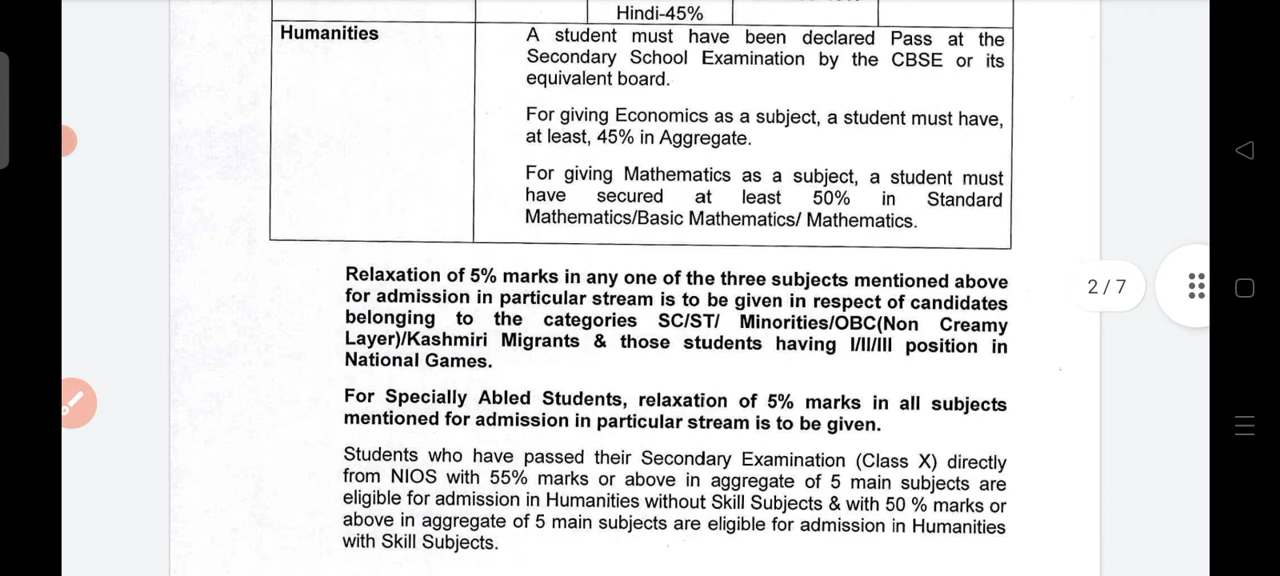 Hindi-45%
Humanities
A student must have been declared Pass at the
Secondary School Examination by the CBSE or its
equivalent board.
For giving Economics as a subject, a student must have,
at least, 45% in Aggregate.
For giving Mathematics as a subject, a student must
have secured at least 50% in Standard
Mathematics/Basic Mathematics/ Mathematics.
Relaxation of 5% marks in any one of the three subjects mentioned above
for admission in particular stream is to be given in respect of candidates
belonging to the categories SC/ST/ Minorities/OBC(Non Creamy
Layer)/Kashmiri Migrants & those students having I/II/III position in
National Games.
2 / 7
For Specially Abled Students, relaxation of 5% marks in all subjects
mentioned for admission in particular stream is to be given.
Students who have passed their Secondary Examination (Class X) directly
from NIOS with 55% marks or above in aggregate of 5 main subjects are
eligible for admission in Humanities without Skill Subjects & with 50 % marks or
above in aggregate of 5 main subjects are eligible for admission in Humanities
with Skill Subjects.